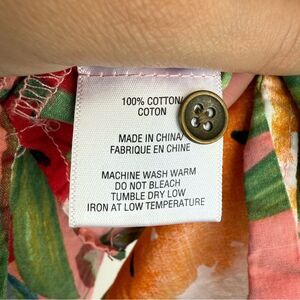 100% COTTON
COTON
MADE IN CHINA
FABRIQUE EN CHINE
MACHINE WASH WARM
DO NOT BLEACH
TUMBLE DRY LOW
IRON AT LOW TEMPERATURE